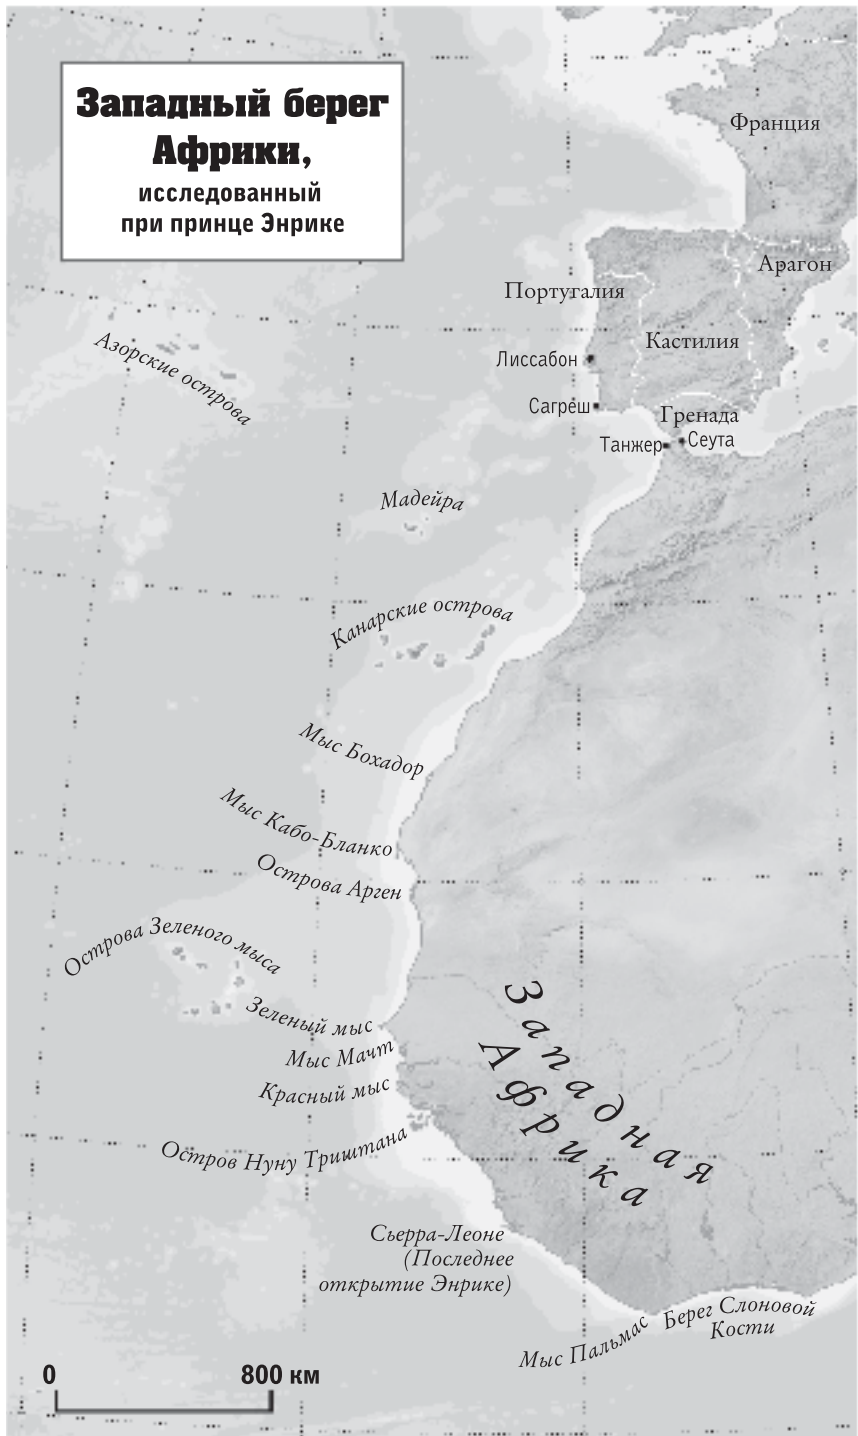 Западный берег
Африки,
исследованный
при принце Энрике
Франция
Арагон
Португалия
Кастилия
Азорские острова
Лиссабон
Сагреш
Гренада
Танжер
Сеута
Мадейра
Канарские острова
Мыс Бохадор
Мыс Кабо-Бланко
Острова Арген
Острова Зеленого мыса
Зеленый мыс
Мыс Мачт
Красный мыс
Остров Нуну Триштана
Западная
Африка
Сьерра-Леоне
(Последнее
открытие Энрике)
Мыс Пальмас
Берег Слоновой
Кости
0
800 км